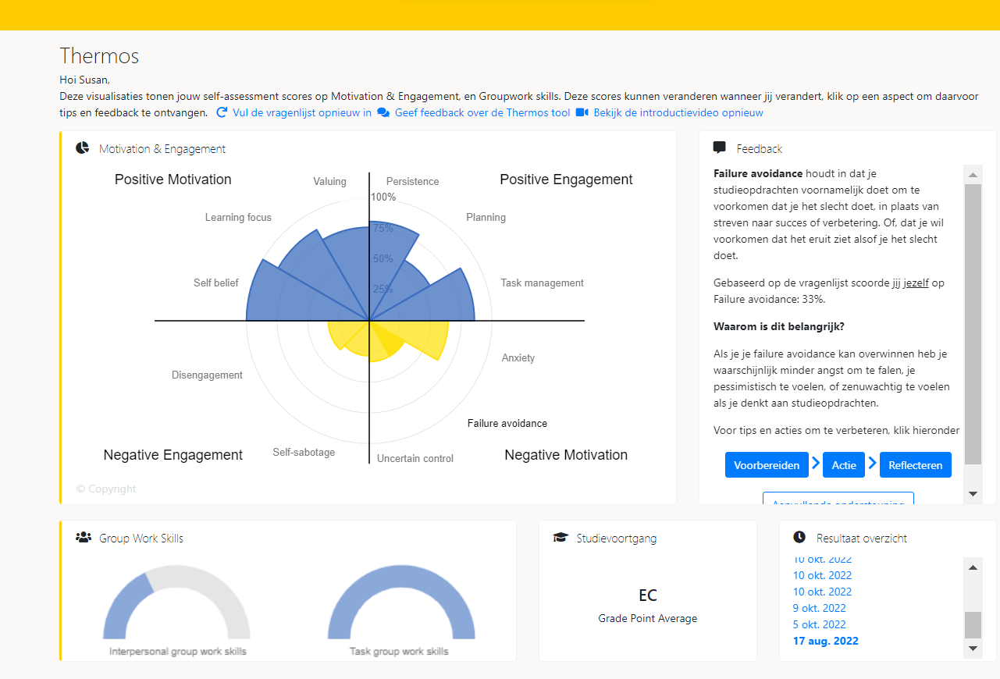 Thermos
Hoi Susan,
Deze visualisaties tonen jouw self-assessment scores op Motivation & Engagement, en Groupwork skills. Deze scores kunnen veranderen wanneer jij verandert, klik op een aspect om daarvoor
tips en feedback te ontvangen. Vul de vragenlijst opnieuw in Geef feedback over de Thermos tool Bekijk de introductievideo opnieuw
Motivation & Engagement
Positive Motivation
Valuing
Persistence
Positive Engagement
100%
Learning focus
Planning
75%
50%
Self belief
Task management
25%
Anxiety
Disengagement
Failure avoidance
Negative Engagement
Self-sabotage
Uncertain control
Negative Motivation
© Copyright
Feedback
Failure avoidance houdt in dat je
studieopdrachten voornamelijk doet om te
voorkomen dat je het slecht doet, in plaats van
streven naar succes of verbetering. Of, dat je wil
voorkomen dat het eruit ziet alsof je het slecht
doet.
Gebaseerd op de vragenlijst scoorde jij jezelf op
Failure avoidance: 33%.
Waarom is dit belangrijk?
Als je je failure avoidance kan overwinnen heb je
waarschijnlijk minder angst om te falen, je
pessimistisch te voelen, of zenuwachtig te voelen
als je denkt aan studieopdrachten.
Voor tips en acties om te verbeteren, klik hieronder
Voorbereiden Actie Reflecteren
Aanvullende ondersteuning
Group Work Skills
Interpersonal group work skills
Task group work skills
Studievoortgang
EC
Grade Point Average
Resultaat overzicht
10 okt. 2022
10 okt. 2022
10 okt. 2022
9 okt. 2022
5 okt. 2022
17 aug. 2022